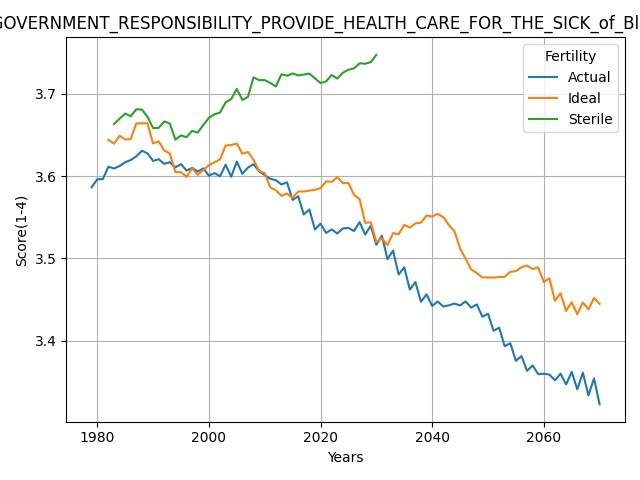 GOVERNMENT_RESPONSIBILITY_PROVIDE_HEALTH_CARE_FOR_THE_SICK_of_Bl
Fertility
Actual
Ideal
Sterile
Score(1-4)
3.7
3.6
3.5
3.4
1980
2000
2020
2040
2060
Years